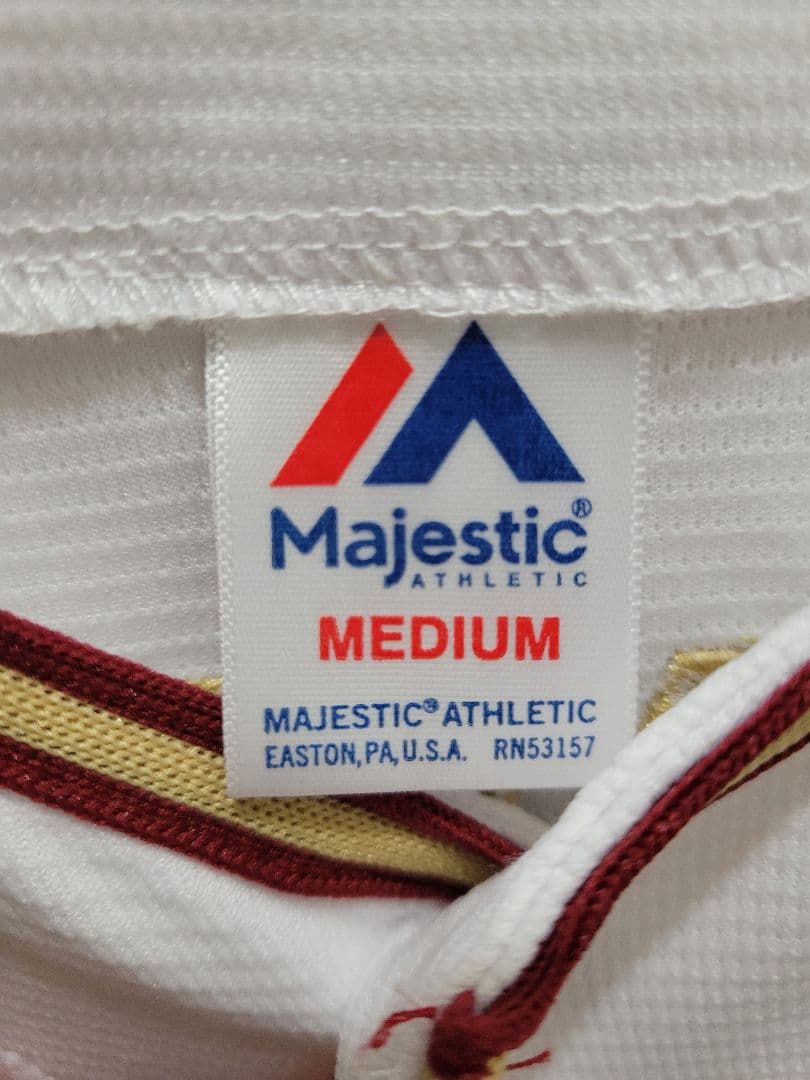 Majestic®
ATHLETIC
MEDIUM
MAJESTIC® ATHLETIC
EASTON, PA, U.S.A. RN53157